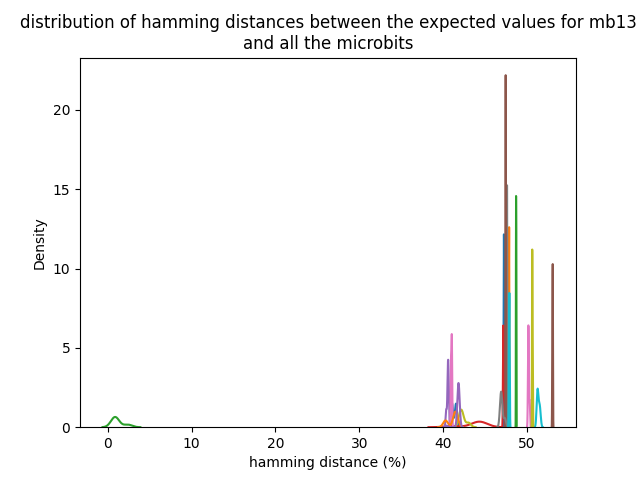 distribution of hamming distances between the expected values for mb13
and all the microbits
20
15
10
5
0
Density
0 10 20 30 40 50
hamming distance (%)